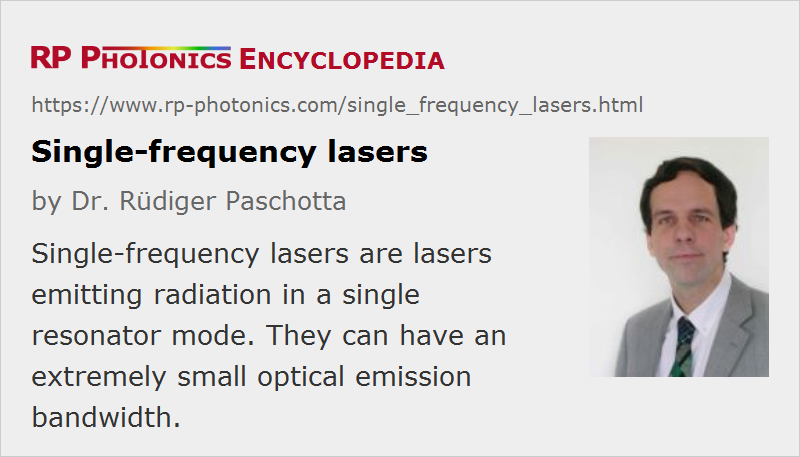 RP PHOTONICS ENCYCLOPEDIA
https://www.rp-photonics.com/single_frequency_lasers.html
Single-frequency lasers
by Dr. Rüdiger Paschotta
Single-frequency lasers are lasers
emitting radiation in a single
resonator mode. They can have an
extremely small optical emission
bandwidth.